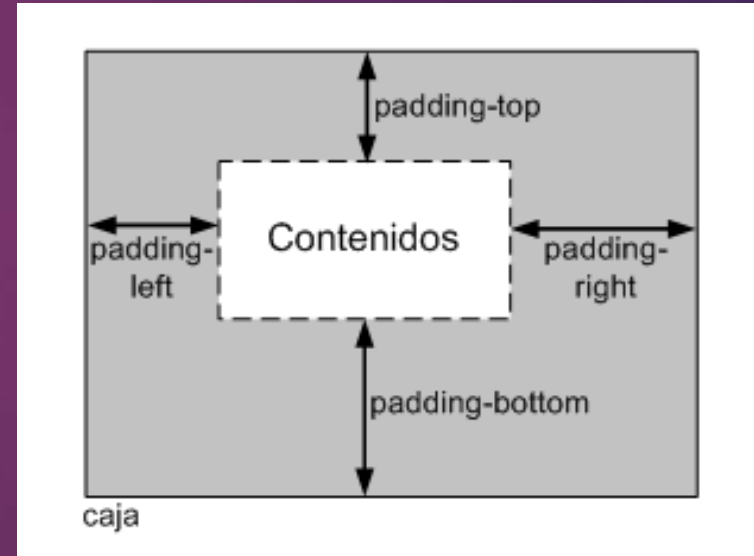 padding-top
Contenidos
padding-
left
padding-
right
padding-bottom
caja